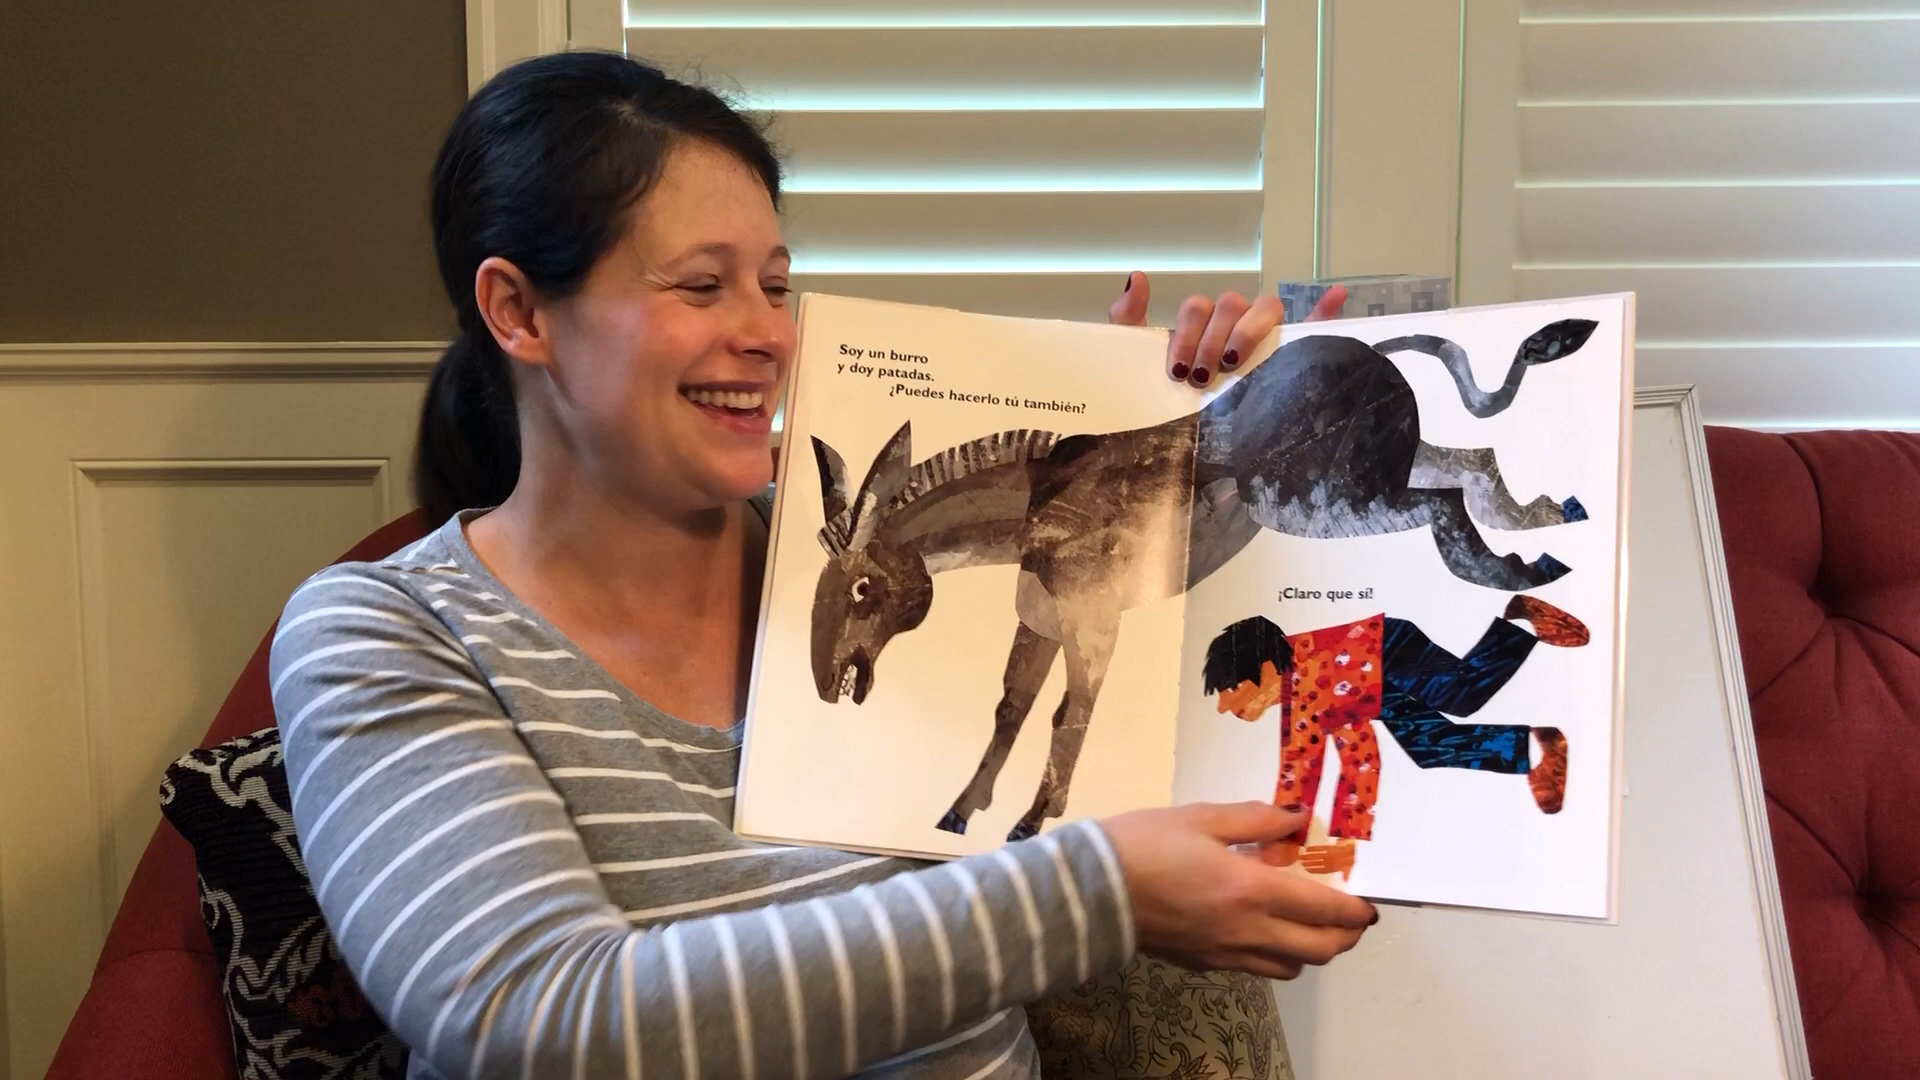 Soy un burro
y doy patadas.
¿Puedes hacerlo tú también?
¡Claro que sí!